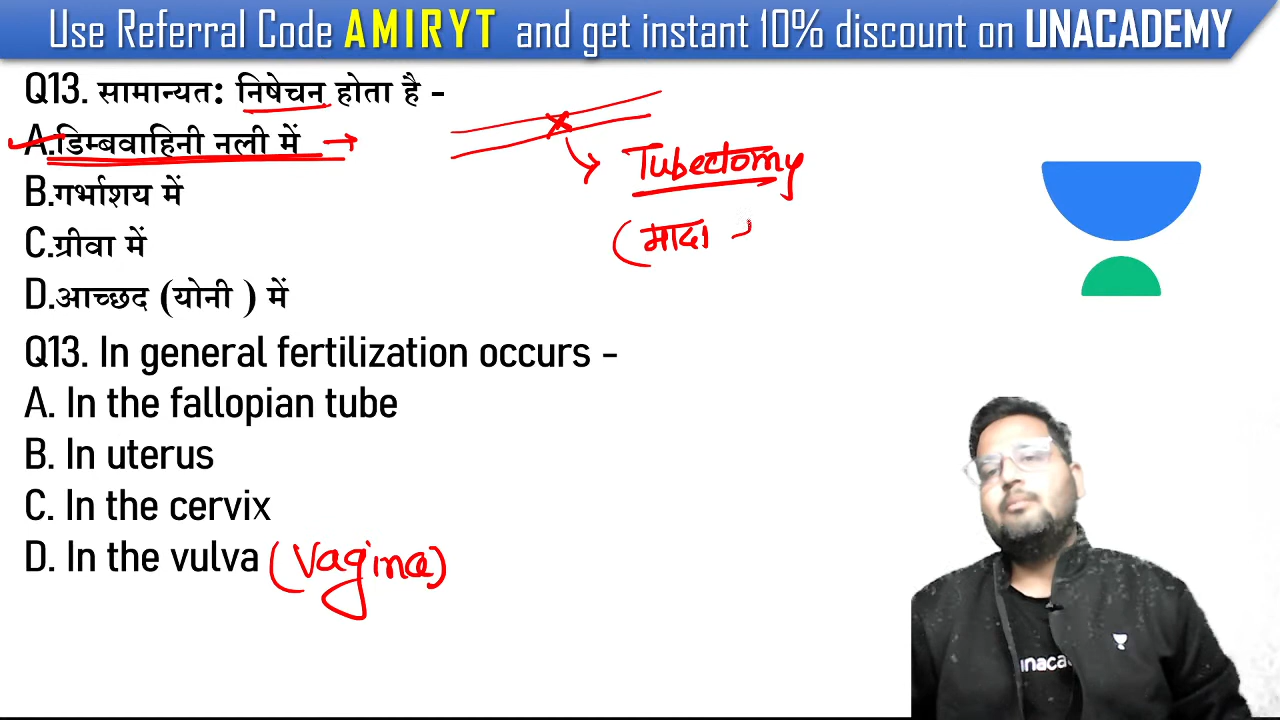 Use Referral Code AMIRYT and get instant 10% discount on UNACADEMY
Q13. सामान्यत: निषेचन होता है -
A.डिम्बवाहिनी नली में
Tubectomy
B.गर्भाशय में
(मादा
C.ग्रीवा में
D.आच्छद (योनी ) में
Q13. In general fertilization occurs -
A. In the fallopian tube
B. In uterus
C. In the cervix
D. In the vulva (Vagina)
unaca